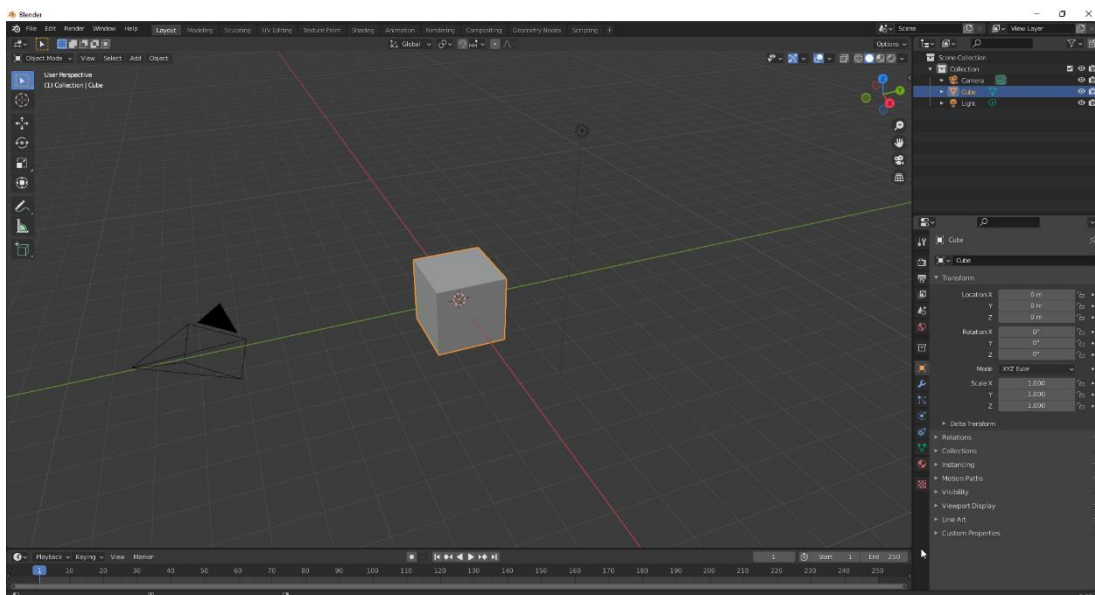 Blender
File Edit Render Window Help Layout Modeling Sculpting UV Editing Texture Paint Shading Animation Rendering Compositing Geometry Nodes Scripting + Scene View Layer
Global Options
Object Mode View Select Add Object
User Perspective
(1) Collection | Cube
Z
Y
X
Scene Collection
Collection
Camera
Cube
Light
Cube
Cube
Transform
Location X 0 m
Y 0 m
Z 0 m
Rotation X 0°
Y 0°
Z 0°
Mode XYZ Euler
Scale X 1.000
Y 1.000
Z 1.000
Delta Transform
Relations
Collections
Instancing
Motion Paths
Visibility
Viewport Display
Line Art
Custom Properties
Playback Keying View Marker 1 Start 1 End 250
1 10 20 30 40 50 60 70 80 90 100 110 120 130 140 150 160 170 180 190 200 210 220 230 240 250